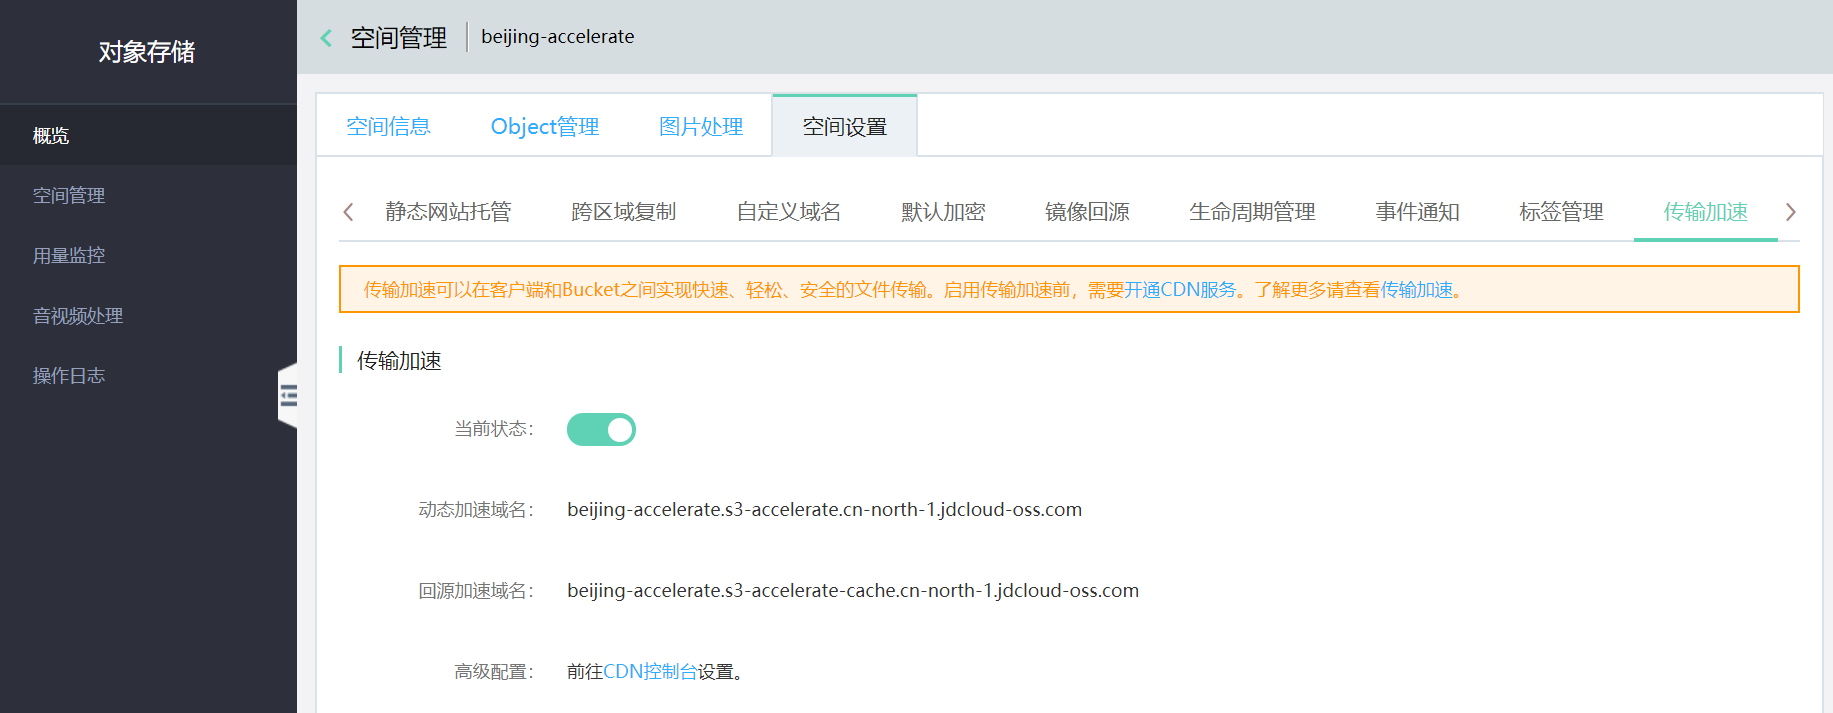 对象存储
概览
空间管理
用量监控
音视频处理
操作日志
空间管理 beijing-accelerate
空间信息 Object管理 图片处理 空间设置
静态网站托管 跨区域复制 自定义域名 默认加密 镜像回源 生命周期管理 事件通知 标签管理 传输加速
传输加速可以在客户端和Bucket之间实现快速、轻松、安全的文件传输。启用传输加速前，需要开通CDN服务。了解更多请查看传输加速。
传输加速
当前状态：
动态加速域名： beijing-accelerate.s3-accelerate.cn-north-1.jdcloud-oss.com
回源加速域名： beijing-accelerate.s3-accelerate-cache.cn-north-1.jdcloud-oss.com
高级配置： 前往CDN控制台设置。